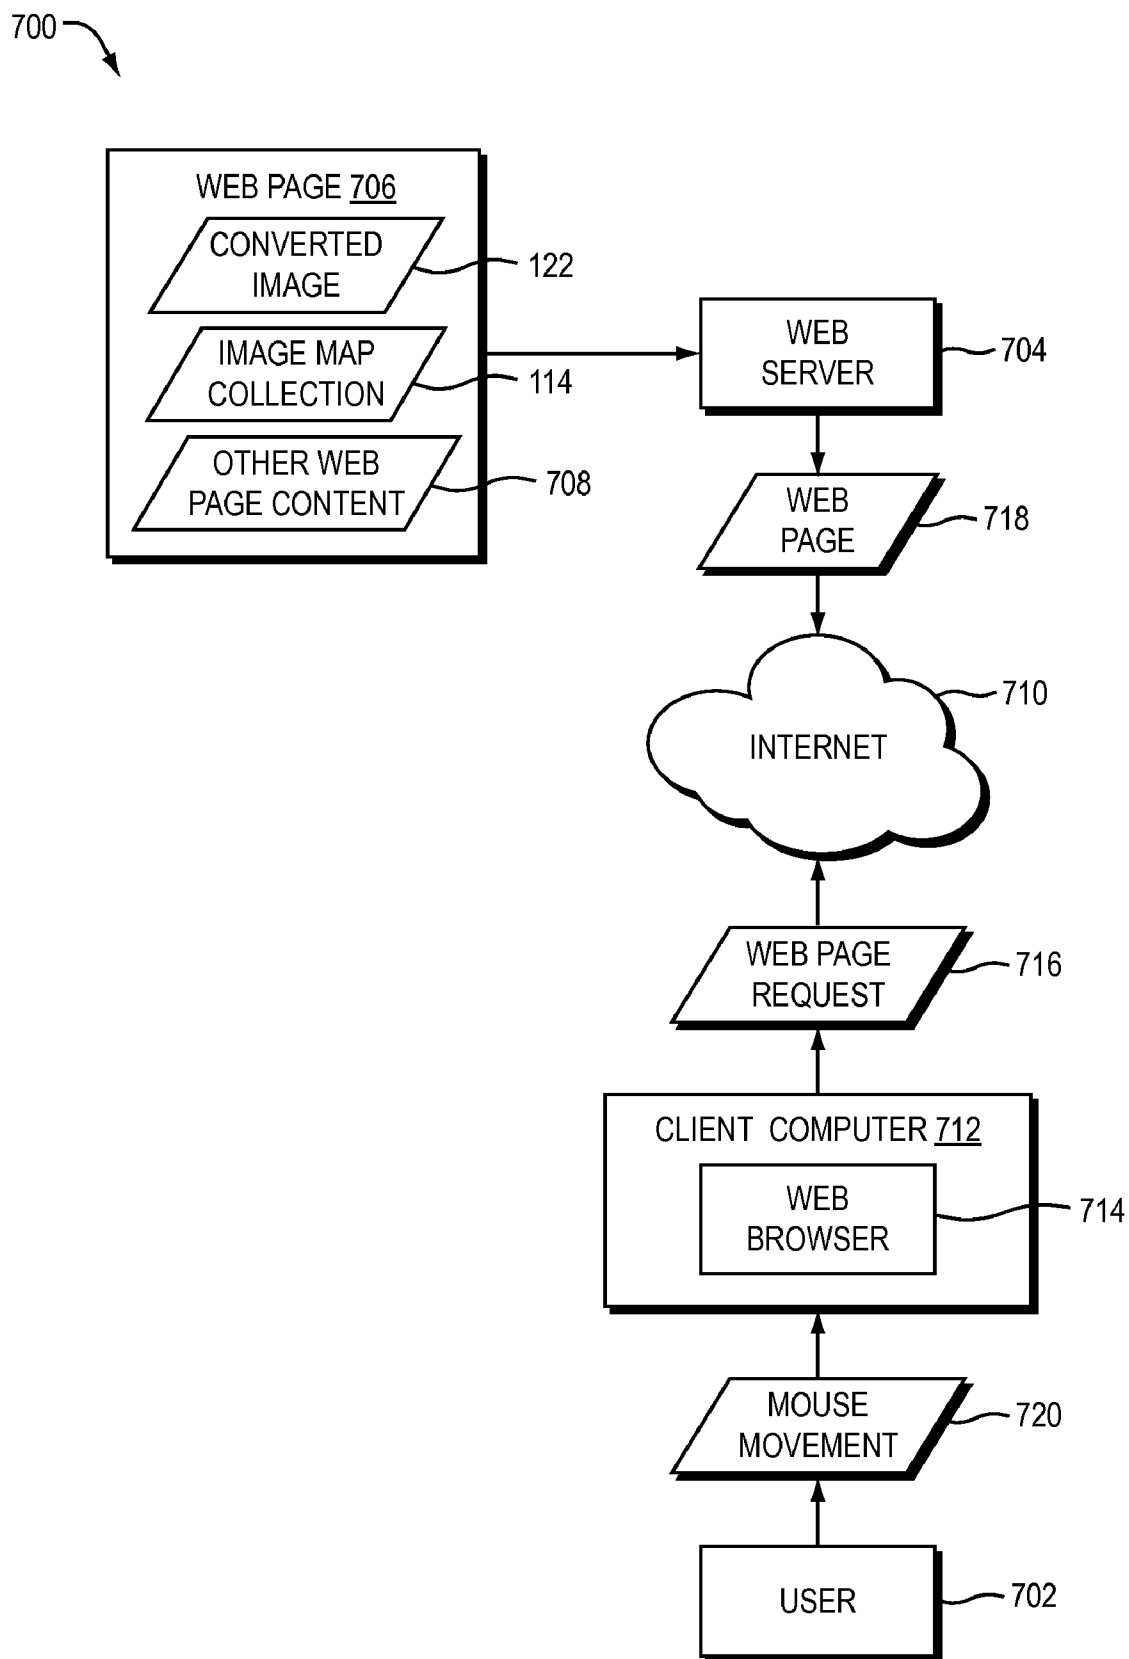 700
WEB PAGE 706
CONVERTED
IMAGE
122
IMAGE MAP
COLLECTION
114
OTHER WEB
PAGE CONTENT
708
WEB
SERVER
704
WEB
PAGE
718
INTERNET
710
WEB PAGE
REQUEST
716
CLIENT COMPUTER 712
WEB
BROWSER
714
MOUSE
MOVEMENT
720
USER
702